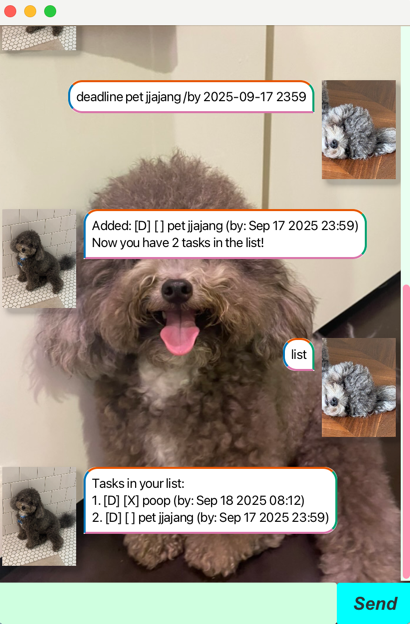 deadline pet jjajang /by 2025-09-17 2359
Added: [D] [ ] pet jjajang (by: Sep 17 2025 23:59)
Now you have 2 tasks in the list!
list
Tasks in your list:
1. [D] [X] poop (by: Sep 18 2025 08:12)
2. [D] [ ] pet jjajang (by: Sep 17 2025 23:59)
Send